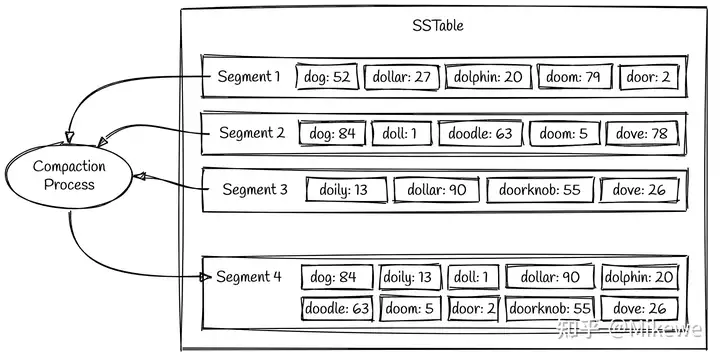 SSTable
Segment 1 dog: 52 dollar: 27 dolphin: 20 doom: 79 door: 2
Segment 2 dog: 84 doll: 1 doodle: 63 doom: 5 dove: 78
Compaction
Process
Segment 3 doily: 13 dollar: 90 doorknob: 55 dove: 26
Segment 4 dog: 84 doily: 13 doll: 1 dollar: 90 dolphin: 20
doodle: 63 doom: 5 door: 2 doorknob: 55 dove: 26
知乎 @Mikewe